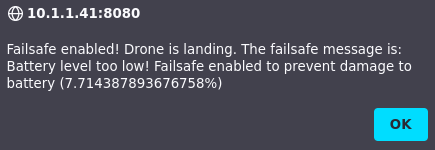 10.1.1.41:8080
Failsafe enabled! Drone is landing. The failsafe message is:
Battery level too low! Failsafe enabled to prevent damage to
battery (7.714387893676758%)
OK